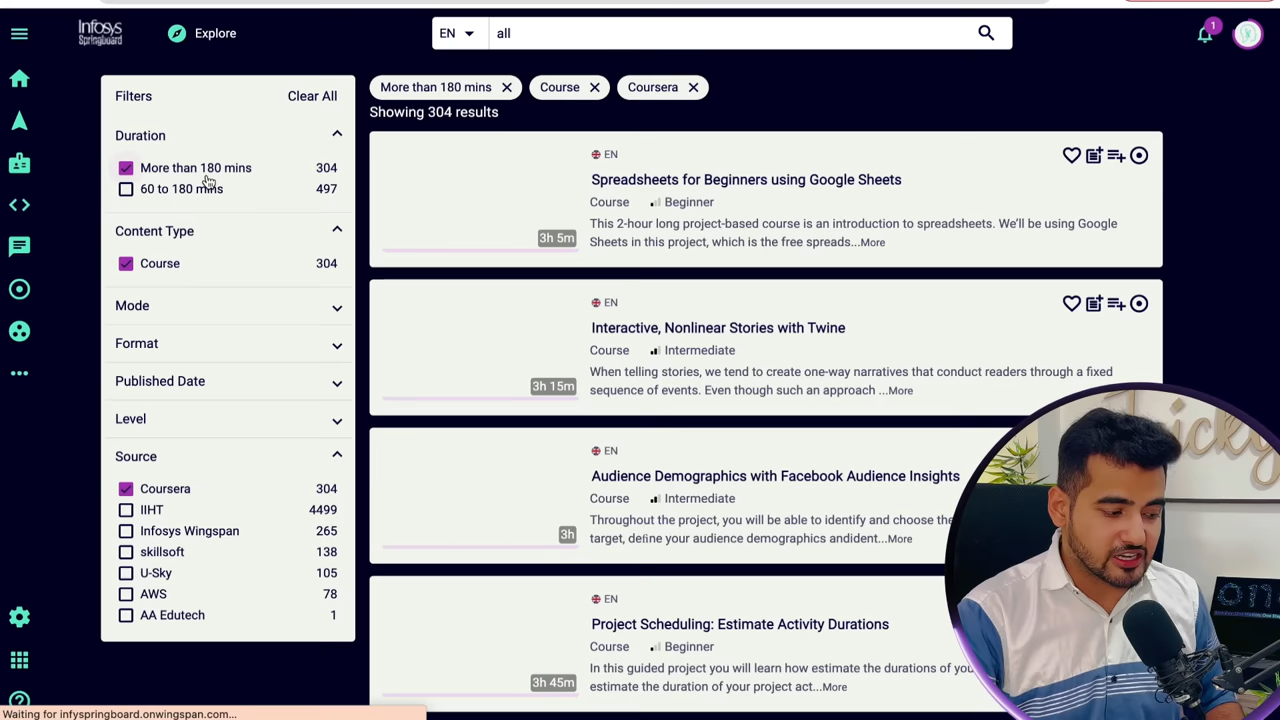 Infosys
Springboard
Explore
EN
all
1
Filters
Clear All
Duration
More than 180 mins 304
60 to 180 mins 497
Content Type
Course 304
Mode
Format
Published Date
Level
Source
Coursera 304
IIHT 4499
Infosys Wingspan 265
skillsoft 138
U-Sky 105
AWS 78
AA Edutech 1
More than 180 mins
Course
Coursera
Showing 304 results
EN
Spreadsheets for Beginners using Google Sheets
Course Beginner
This 2-hour long project-based course is an introduction to spreadsheets. We'll be using Google
Sheets in this project, which is the free spreads...More
3h 5m
EN
Interactive, Nonlinear Stories with Twine
Course Intermediate
When telling stories, we tend to create one-way narratives that conduct readers through a fixed
sequence of events. Even though such an approach ...More
3h 15m
EN
Audience Demographics with Facebook Audience Insights
Course Intermediate
Throughout the project, you will be able to identify and choose the
target, define your audience demographics andident...More
3h
EN
Project Scheduling: Estimate Activity Durations
Course Beginner
In this guided project you will learn how estimate the durations of
estimate the duration of your project act...More
3h 45m
Waiting for infyspringboard.onwingspan.com...